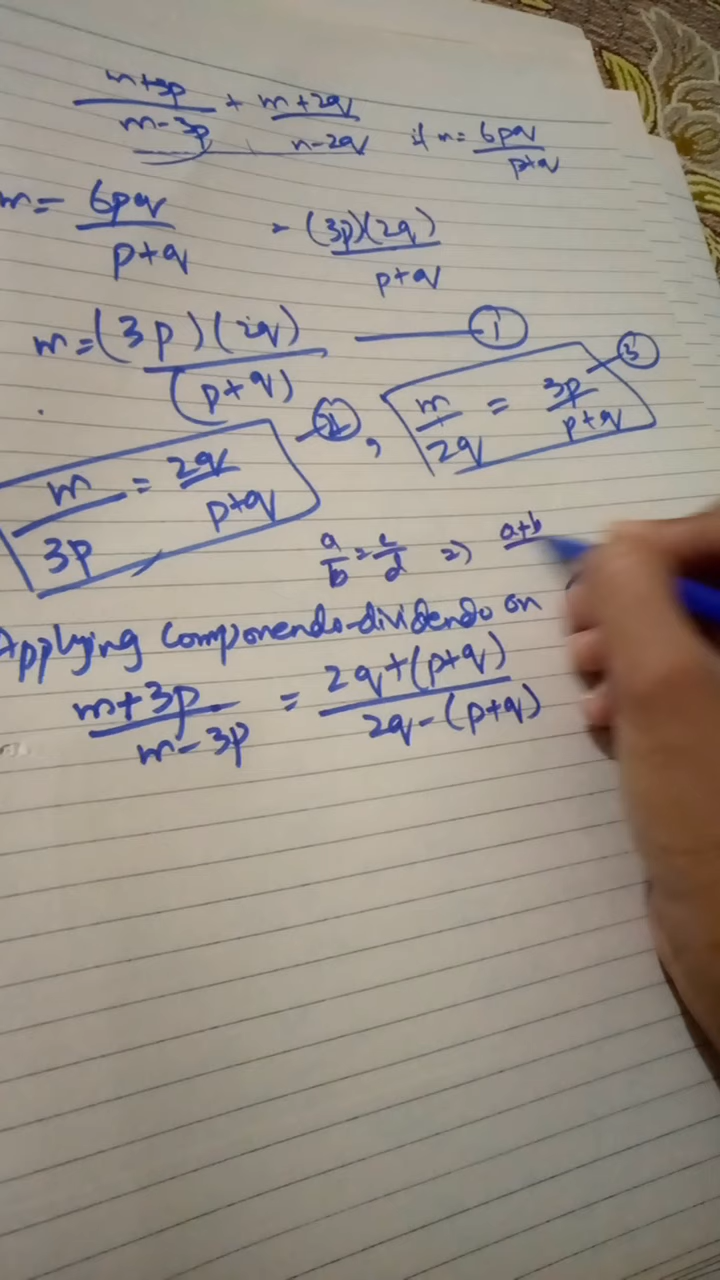 m+3p/m-3p + m+2q/n-2q if n= 6pq/p+q
m= 6pq/p+q = (3p)(2q)/p+q
m= (3p)(2q)/(p+q) — ①
m/3p = 2q/p+q — ②, m/2q = 3p/p+q — ③
a/b = c/d => a+b
Applying componendo-dividendo on
m+3p/m-3p = 2q+(p+q)/2q-(p+q)